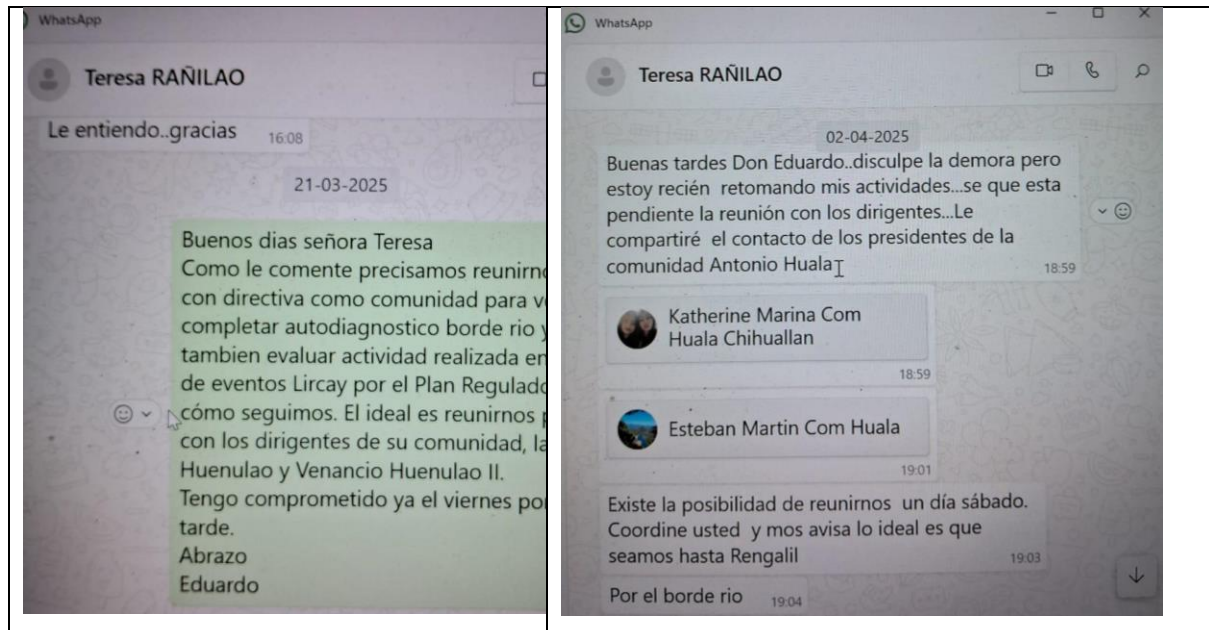 WhatsApp
Teresa RAÑILAO
Le entiendo..gracias 16:08
21-03-2025
Buenos dias señora Teresa
Como le comente precisamos
con directiva como comunidad para
completar autodiagnostico borde rio y
tambien evaluar actividad realizada
de eventos Lircay por el Plan
cómo seguimos. El ideal es reunirnos
con los dirigentes de su comunidad,
Huenulao y Venancio Huenulao II.
Tengo comprometido ya el viernes
tarde.
Abrazo
Eduardo
WhatsApp
Teresa RAÑILAO
02-04-2025
Buenas tardes Don Eduardo..disculpe la demora pero
estoy recién retomando mis actividades...se que esta
pendiente la reunión con los dirigentes...Le
compartiré el contacto de los presidentes de la
comunidad Antonio Huala
18:59
Katherine Marina Com
Huala Chihuallan
18:59
Esteban Martin Com Huala
19:01
Existe la posibilidad de reunirnos un día sábado.
Coordine usted y mos avisa lo ideal es que
seamos hasta Rengalil
19:03
Por el borde rio 19:04